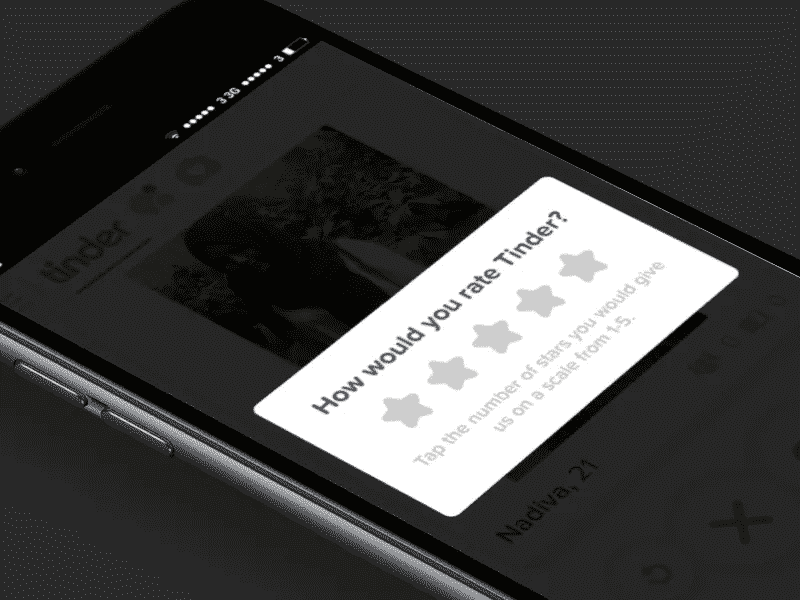 3 3G 3
tinder
How would you rate Tinder?
Tap the number of stars you would give
us on a scale from 1-5.
Nadiva, 21